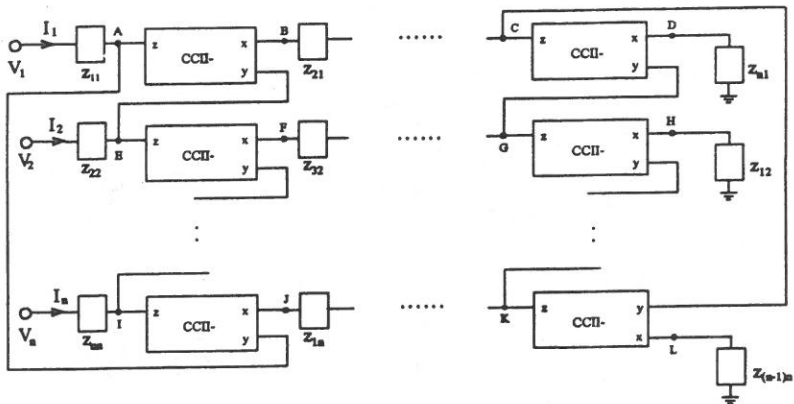 I1 A B C D
z x z x
V1 z11 CCII- z21 ...... CCII- zn1
y y
I2
z x F z x H
V2 E CCII- G CCII-
z22 y z32 ...... y z12
⋮ ⋮
In
z x J K z y
Vn I CCII- ...... CCII-
znn y z1n x L
z(n-1)n